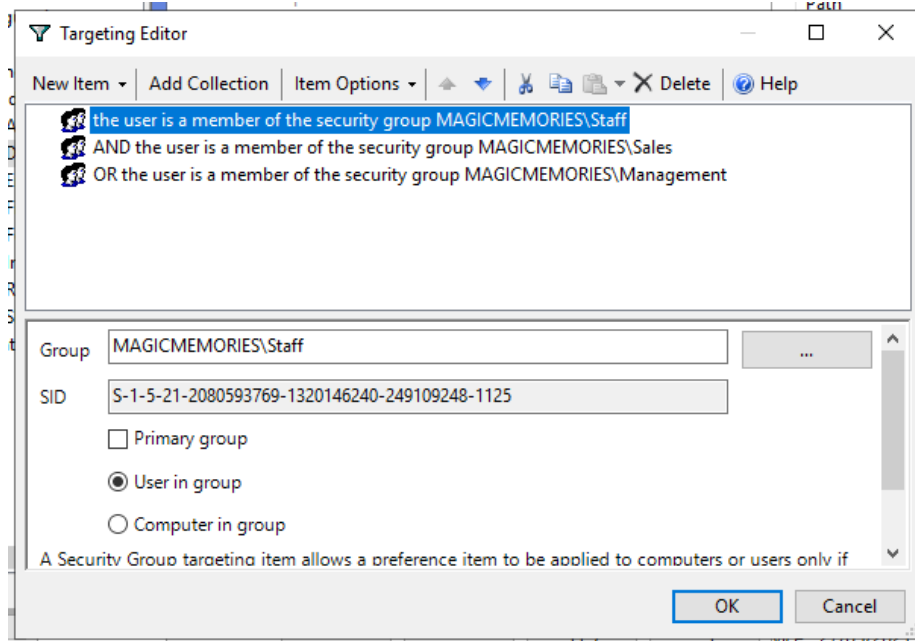 Path
Targeting Editor
New Item Add Collection Item Options Delete Help
the user is a member of the security group MAGICMEMORIES\Staff
AND the user is a member of the security group MAGICMEMORIES\Sales
OR the user is a member of the security group MAGICMEMORIES\Management
Group MAGICMEMORIES\Staff ...
SID S-1-5-21-2080593769-1320146240-249109248-1125
Primary group
User in group
Computer in group
A Security Group targeting item allows a preference item to be applied to computers or users only if
OK Cancel